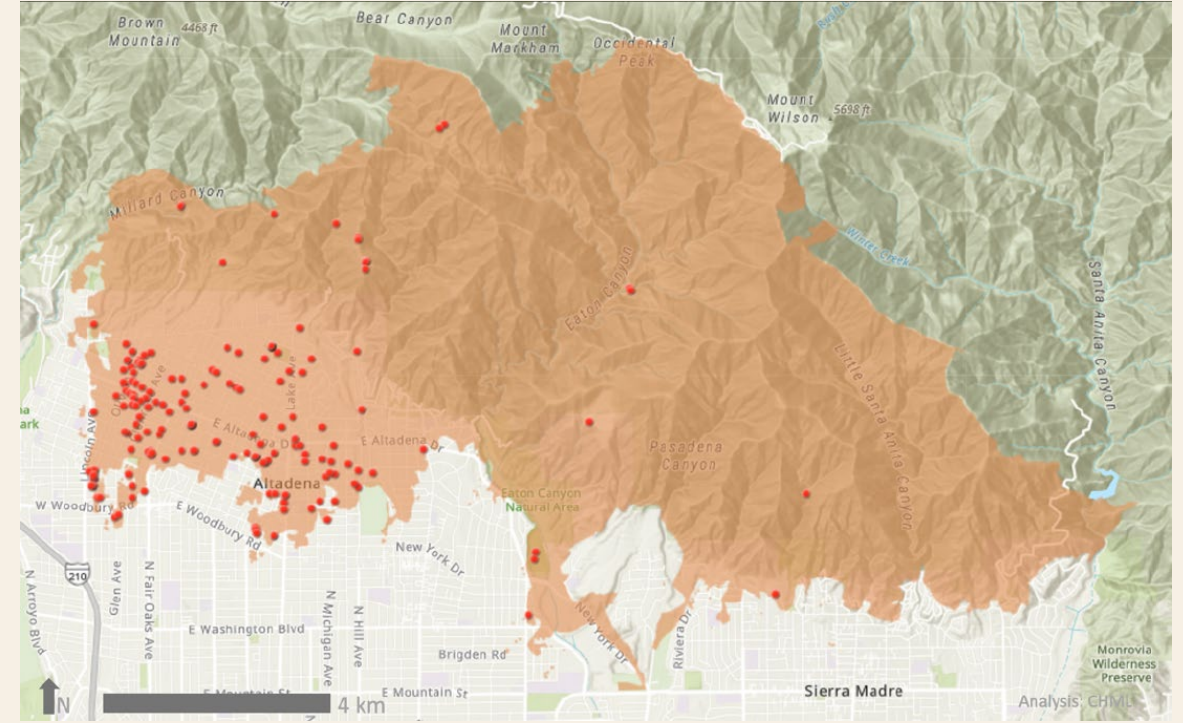 Brown
Mountain
4468 ft
Bear Canyon
Mount
Markham
Occidental
Peak
Mount
Wilson
5698 ft
Millard Canyon
Winter Creek
Eaton Canyon
Santa Anita Canyon
Little Santa Anita Canyon
Lake Ave
Lincoln Ave
E Altadena Dr
E Altadena Dr
Pasadena
Canyon
Altadena
Eaton Canyon
Natural Area
W Woodbury Rd
E Woodbury Rd
New York Dr
New York Dr
210
N Arroyo Blvd
Glen Ave
N Fair Oaks Ave
N Michigan Ave
N Hill Ave
E Washington Blvd
Brigden Rd
Riviera Dr
Monrovia
Wilderness
Preserve
E Mountain St
E Mountain St
Sierra Madre
N
4 km
Analysis: CHML